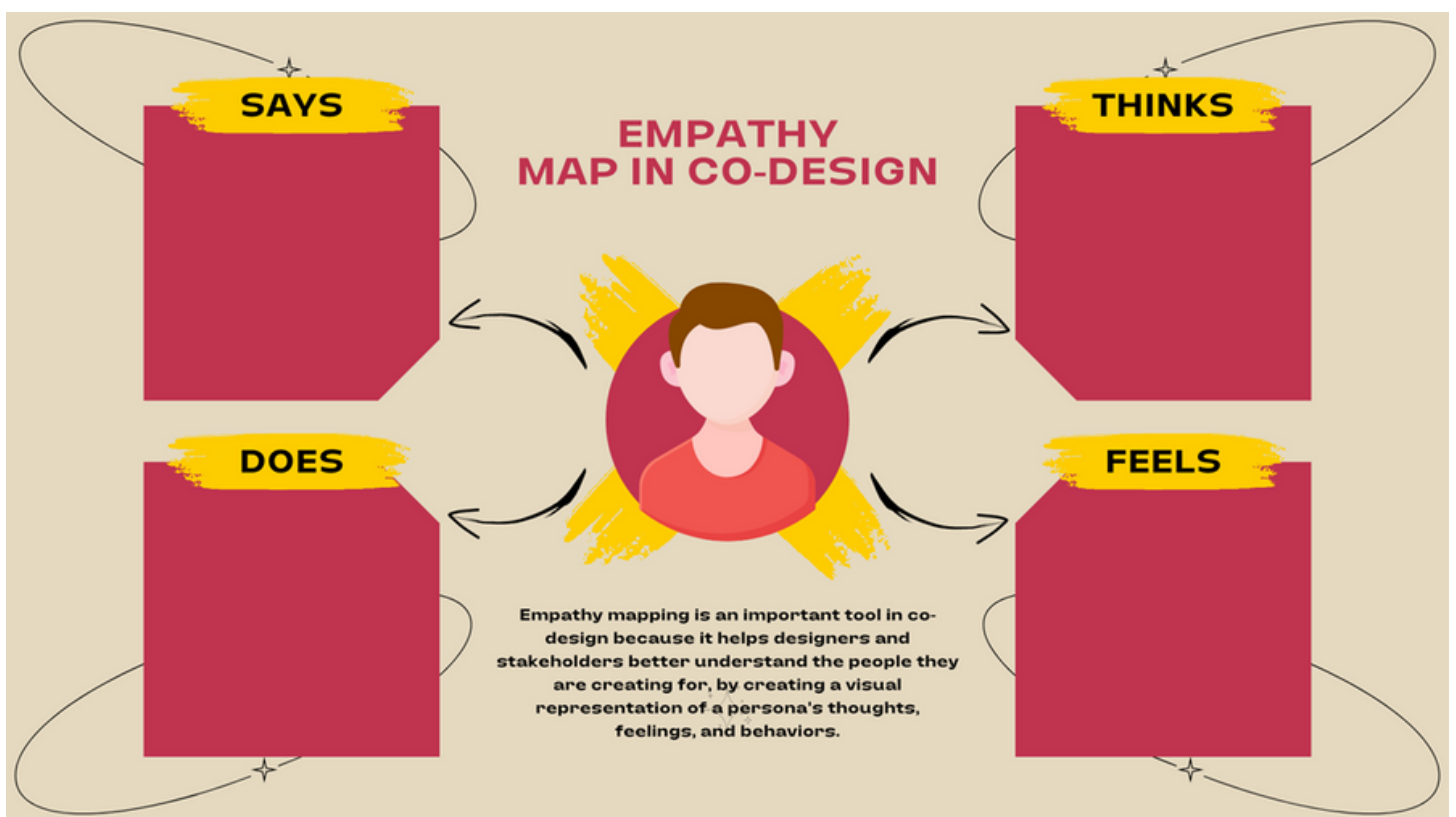 SAYS
THINKS
EMPATHY
MAP IN CO-DESIGN
DOES
FEELS
Empathy mapping is an important tool in co-
design because it helps designers and
stakeholders better understand the people they
are creating for, by creating a visual
representation of a persona's thoughts,
feelings, and behaviors.